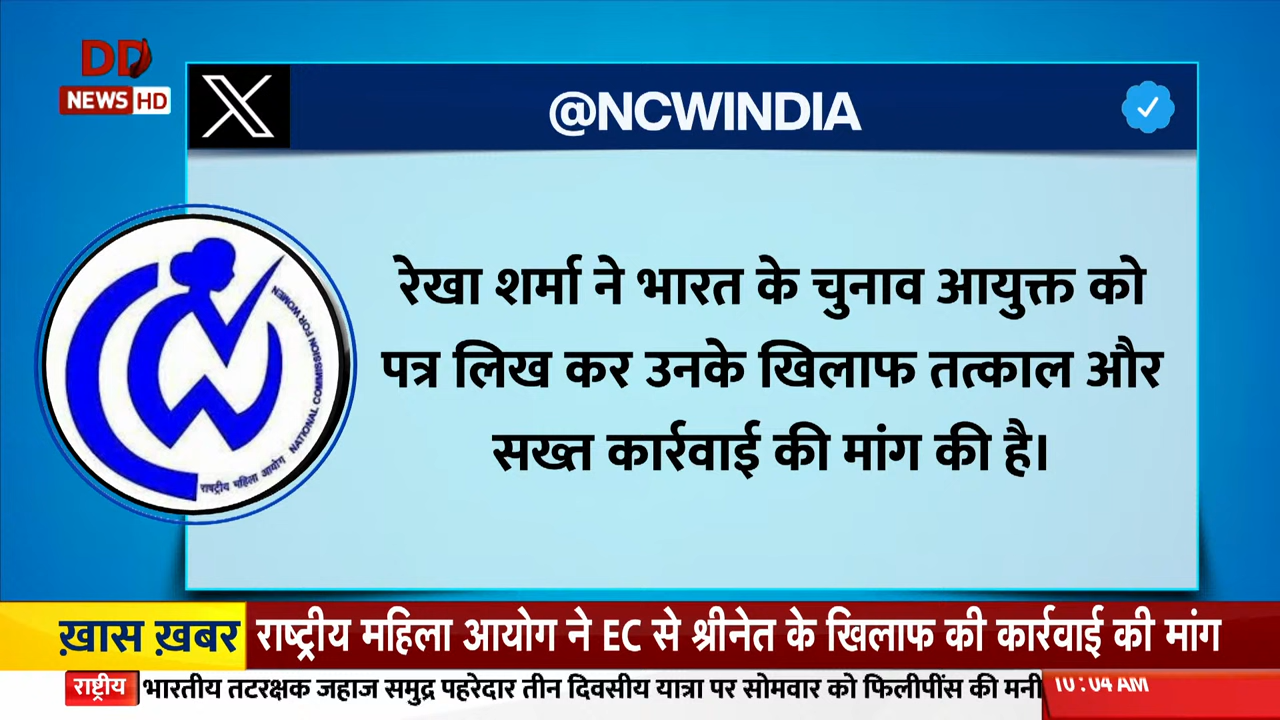 DD
NEWS HD
X
@NCWINDIA
NATIONAL COMMISSION FOR WOMEN
राष्ट्रीय महिला आयोग
रेखा शर्मा ने भारत के चुनाव आयुक्त को
पत्र लिख कर उनके खिलाफ तत्काल और
सख्त कार्रवाई की मांग की है।
ख़ास ख़बर
राष्ट्रीय महिला आयोग ने EC से श्रीनेत के खिलाफ की कार्रवाई की मांग
राष्ट्रीय
भारतीय तटरक्षक जहाज समुद्र पहरेदार तीन दिवसीय यात्रा पर सोमवार को फिलीपींस की मनी
10:04 AM